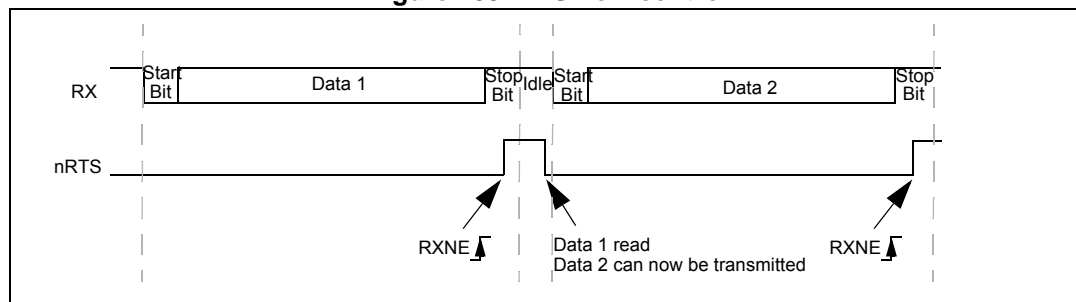 RX
Start
Bit
Data 1
Stop
Bit
Idle
Start
Bit
Data 2
Stop
Bit
nRTS
RXNE
Data 1 read
Data 2 can now be transmitted
RXNE